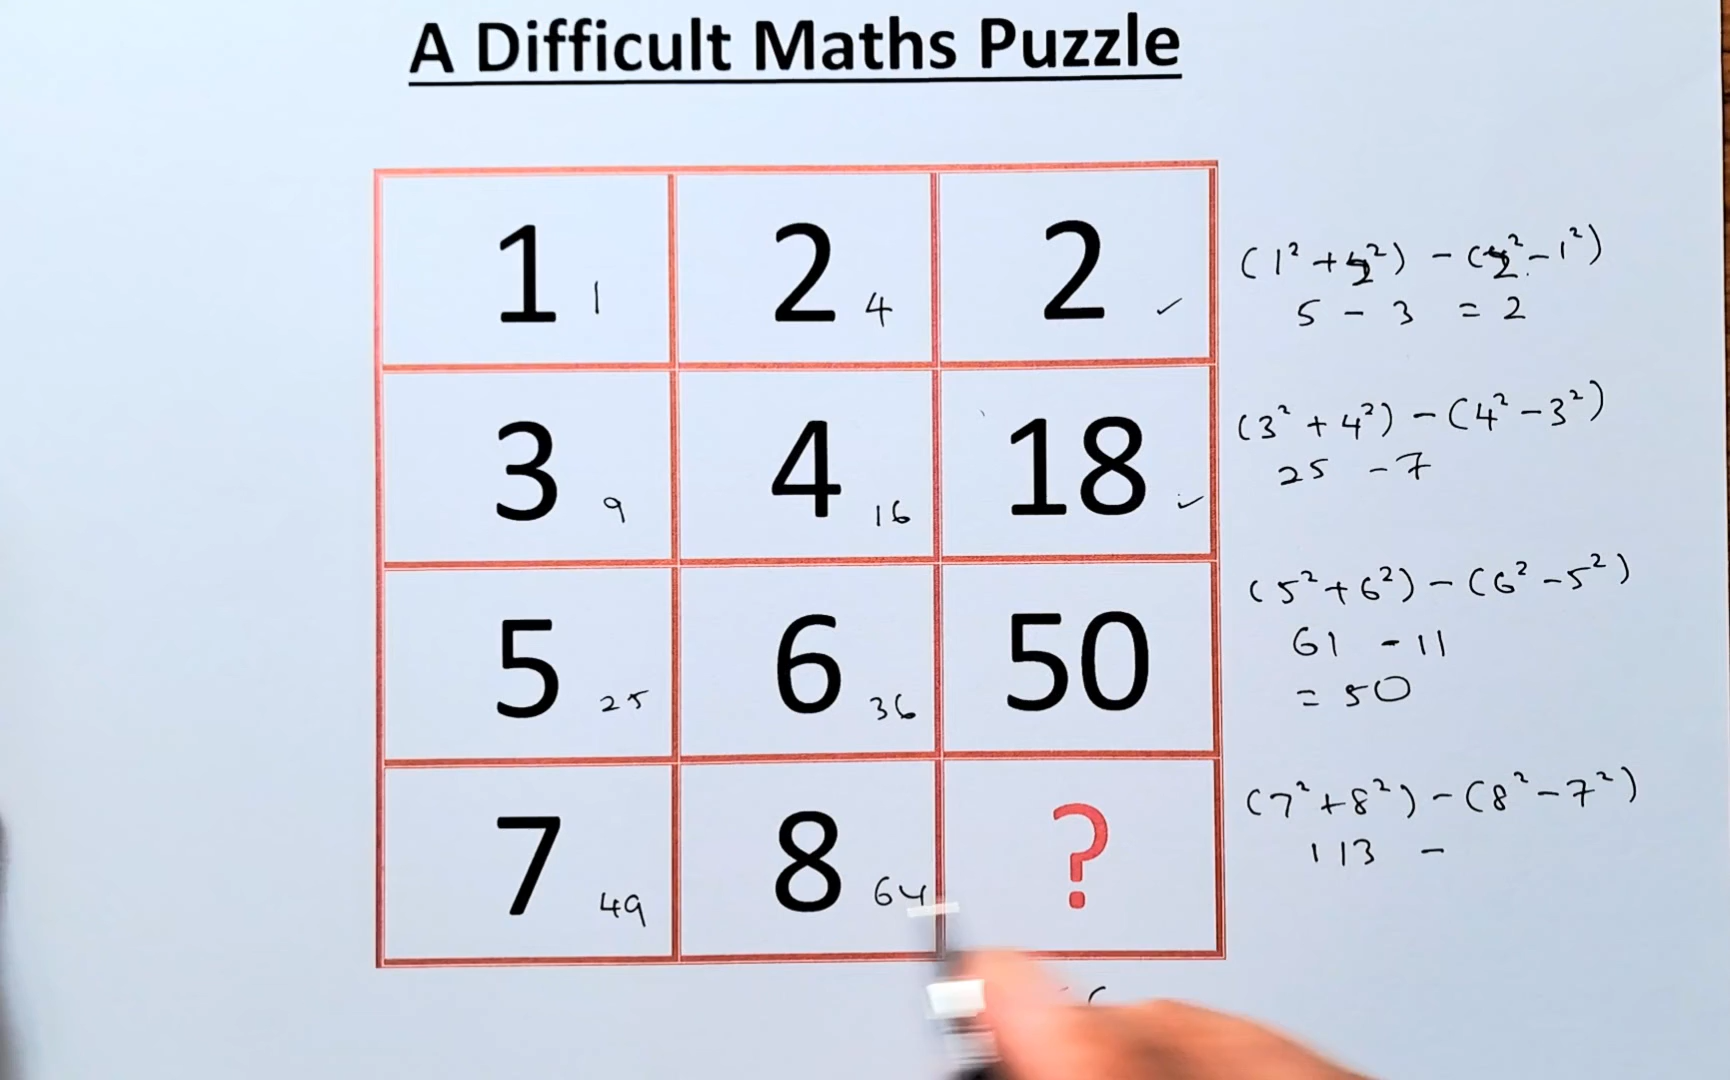 A Difficult Maths Puzzle
1 1 2 4 2 ✓
(1² + 2²) - (2² - 1²)
5 - 3 = 2
3 9 4 16 18 ✓
(3² + 4²) - (4² - 3²)
25 - 7
5 25 6 36 50
(5² + 6²) - (6² - 5²)
61 - 11
= 50
7 49 8 64 ?
(7² + 8²) - (8² - 7²)
113 -